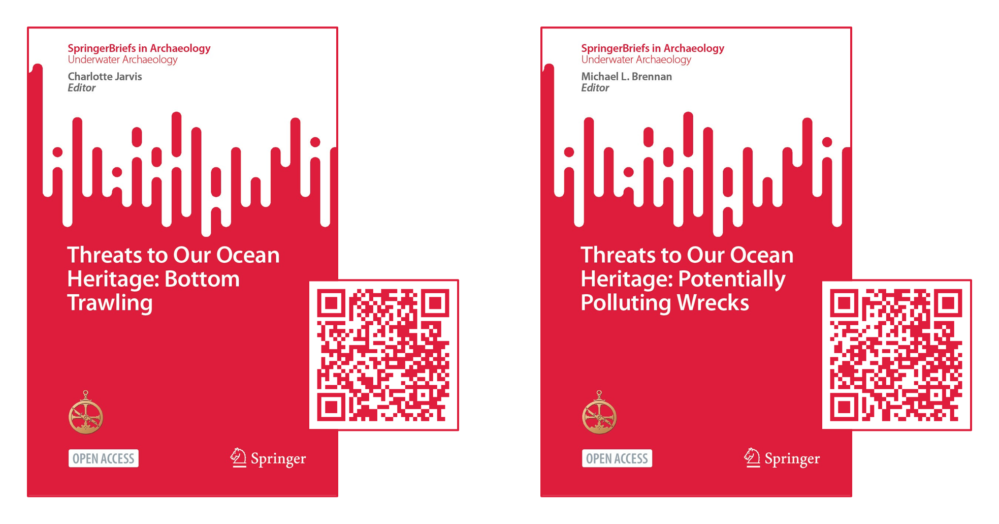 SpringerBriefs in Archaeology
Underwater Archaeology
Charlotte Jarvis
Editor
Threats to Our Ocean
Heritage: Bottom
Trawling
OPEN ACCESS
Springer
SpringerBriefs in Archaeology
Underwater Archaeology
Michael L. Brennan
Editor
Threats to Our Ocean
Heritage: Potentially
Polluting Wrecks
OPEN ACCESS
Springer